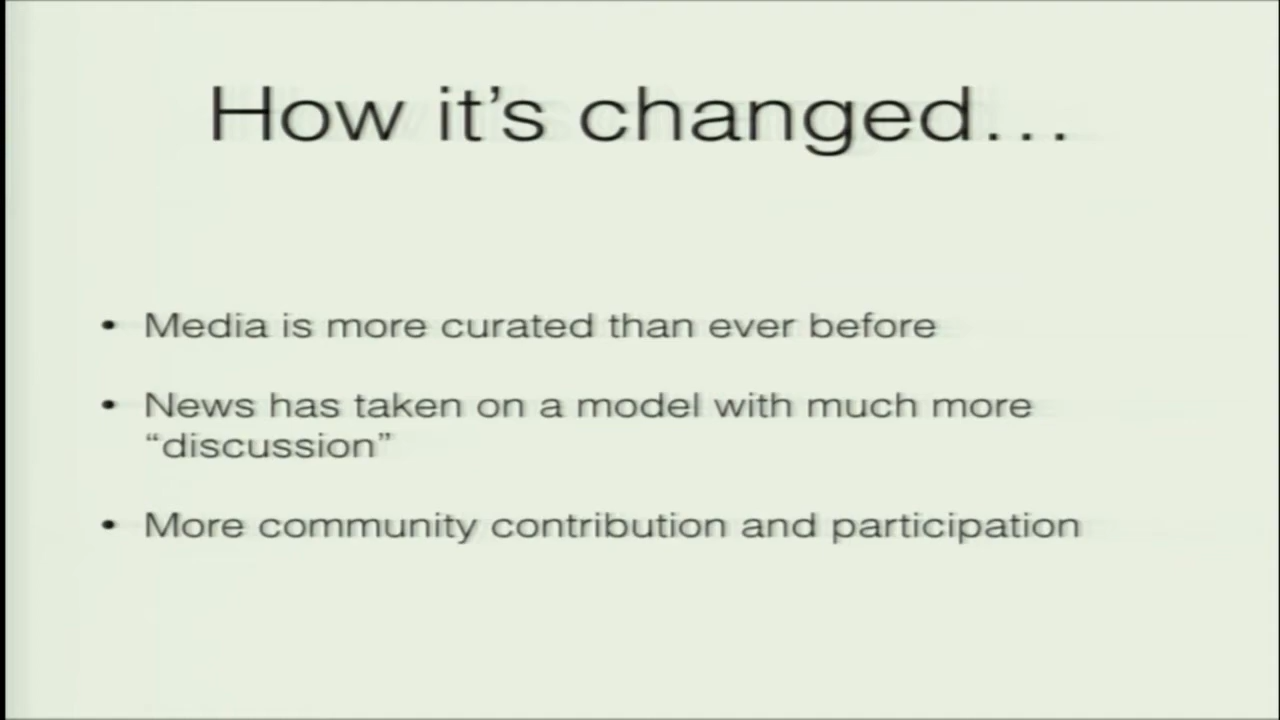 How it’s changed…
• Media is more curated than ever before
• News has taken on a model with much more
“discussion”
• More community contribution and participation